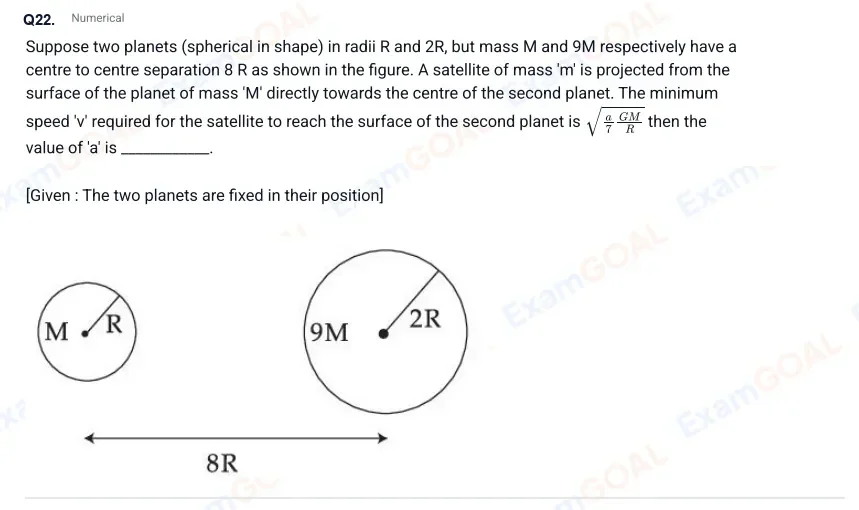 Q22. Numerical
Suppose two planets (spherical in shape) in radii R and 2R, but mass M and 9M respectively have a
centre to centre separation 8 R as shown in the figure. A satellite of mass 'm' is projected from the
surface of the planet of mass 'M' directly towards the centre of the second planet. The minimum
speed 'v' required for the satellite to reach the surface of the second planet is √(a/7 GM/R) then the
value of 'a' is ___________.
[Given : The two planets are fixed in their position]
M R
9M 2R
8R
ExamGOAL
ExamGOAL
ExamGOAL